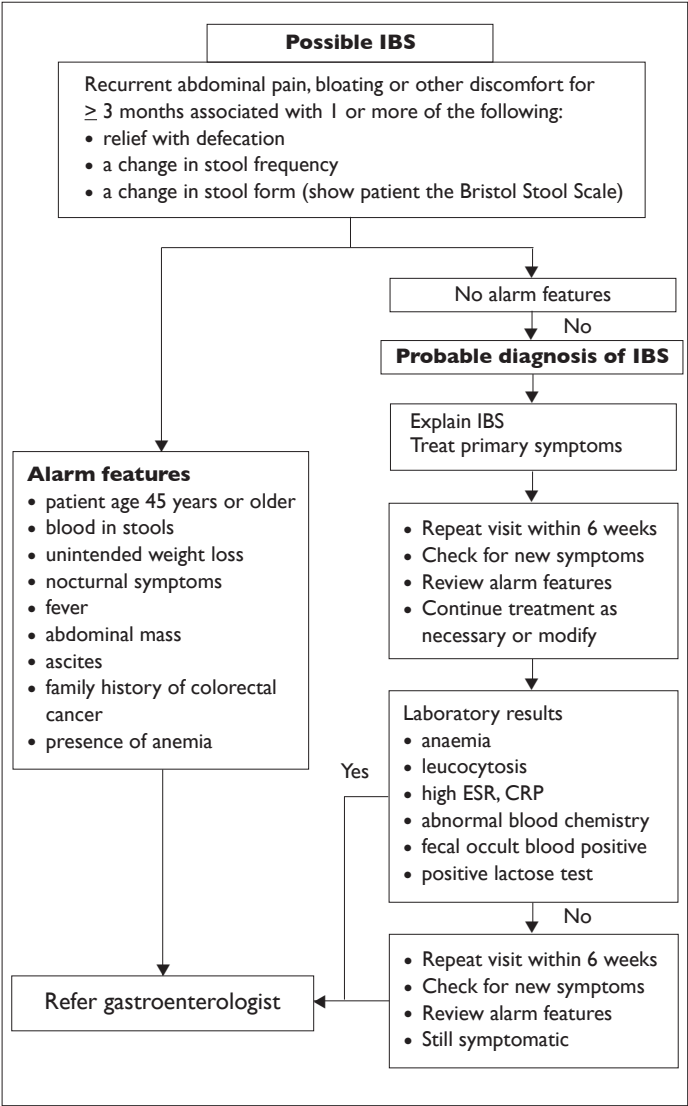 Possible IBS
Recurrent abdominal pain, bloating or other discomfort for
≥ 3 months associated with 1 or more of the following:
• relief with defecation
• a change in stool frequency
• a change in stool form (show patient the Bristol Stool Scale)
No alarm features
No
Probable diagnosis of IBS
Explain IBS
Treat primary symptoms
Alarm features
• patient age 45 years or older
• blood in stools
• unintended weight loss
• nocturnal symptoms
• fever
• abdominal mass
• ascites
• family history of colorectal
cancer
• presence of anemia
• Repeat visit within 6 weeks
• Check for new symptoms
• Review alarm features
• Continue treatment as
necessary or modify
Laboratory results
• anaemia
• leucocytosis
• high ESR, CRP
• abnormal blood chemistry
• fecal occult blood positive
• positive lactose test
Yes
No
• Repeat visit within 6 weeks
• Check for new symptoms
• Review alarm features
• Still symptomatic
Refer gastroenterologist